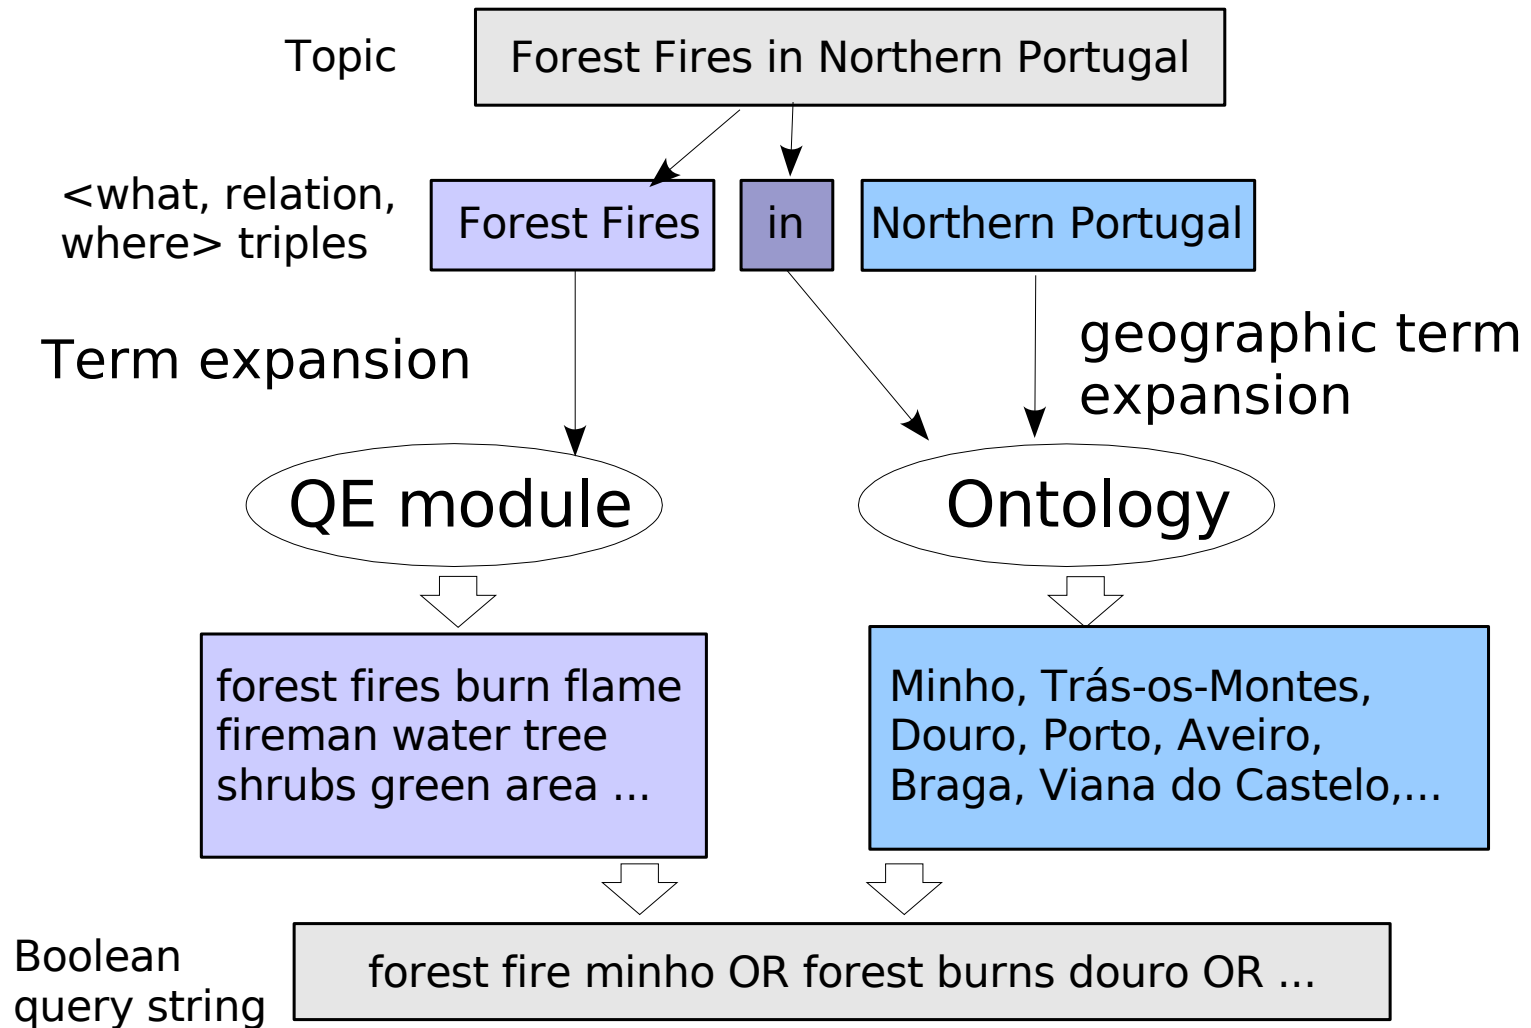 Topic
Forest Fires in Northern Portugal
<what, relation,
where> triples
Forest Fires
in
Northern Portugal
Term expansion
geographic term
expansion
QE module
Ontology
forest fires burn flame
fireman water tree
shrubs green area ...
Minho, Trás-os-Montes,
Douro, Porto, Aveiro,
Braga, Viana do Castelo,...
Boolean
query string
forest fire minho OR forest burns douro OR ...